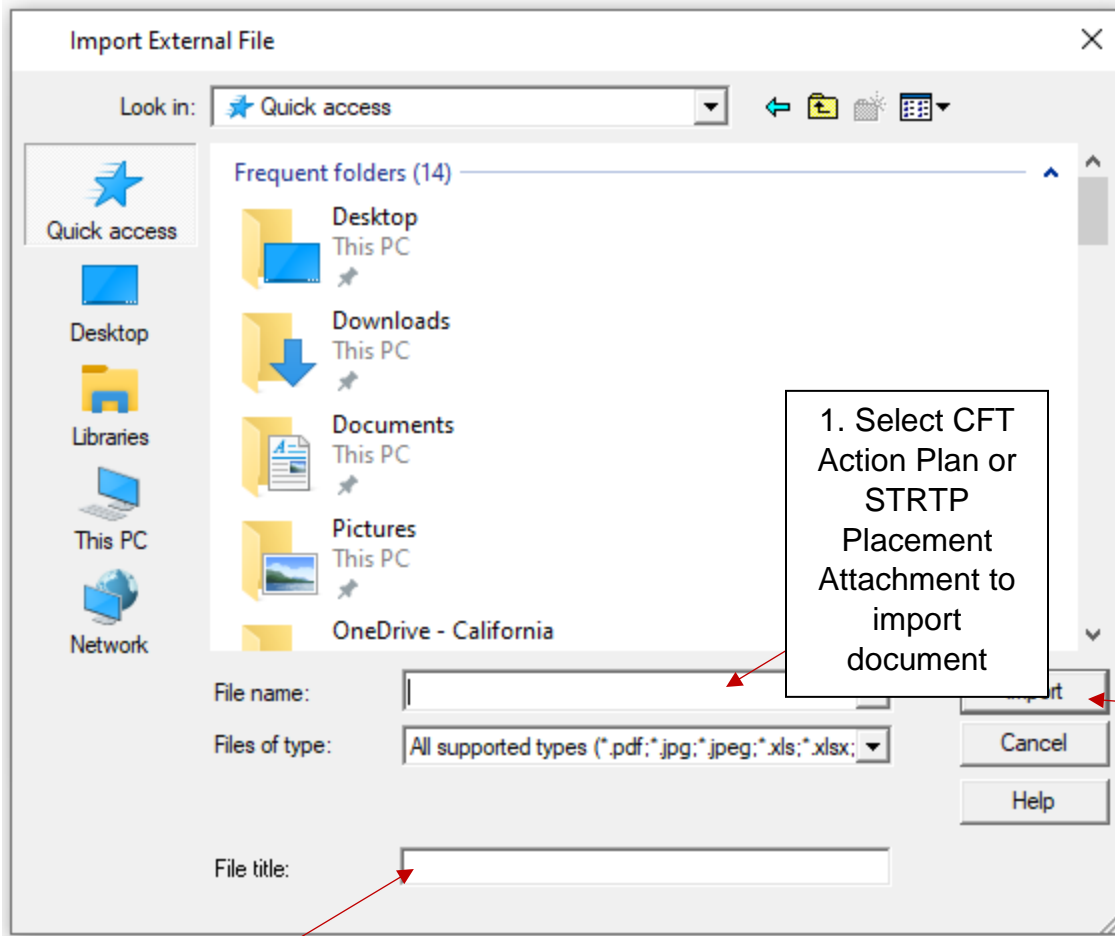 Import External File
Look in:
Quick access
Frequent folders (14)
Quick access
Desktop
Libraries
This PC
Network
Desktop
This PC
Downloads
This PC
Documents
This PC
Pictures
This PC
OneDrive - California
1. Select CFT
Action Plan or
STRTP
Placement
Attachment to
import
document
File name:
Import
Files of type:
All supported types (*.pdf;*.jpg;*.jpeg;*.xls;*.xlsx;
Cancel
Help
File title: